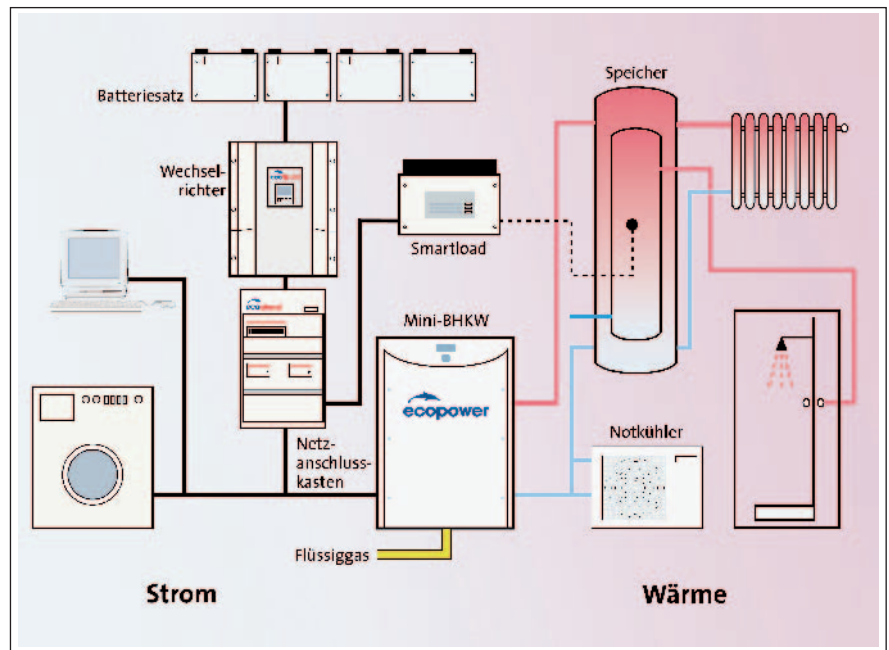 Speicher
Batteriesatz
Wechsel-
richter
Smartload
Mini-BHKW
ecopower
Notkühler
Netz-
anschluss-
kasten
Flüssiggas
Strom
Wärme